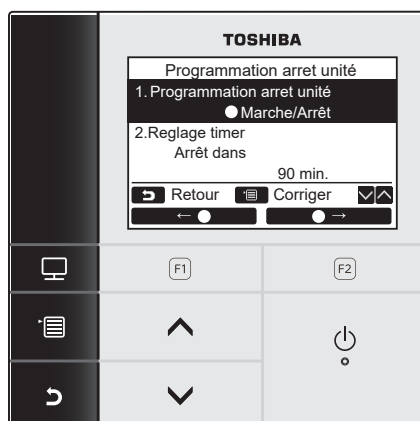 TOSHIBA
Programmation arret unité
1. Programmation arret unité
Marche/Arrêt
2.Reglage timer
Arrêt dans
90 min.
Retour Corriger
F1 F2